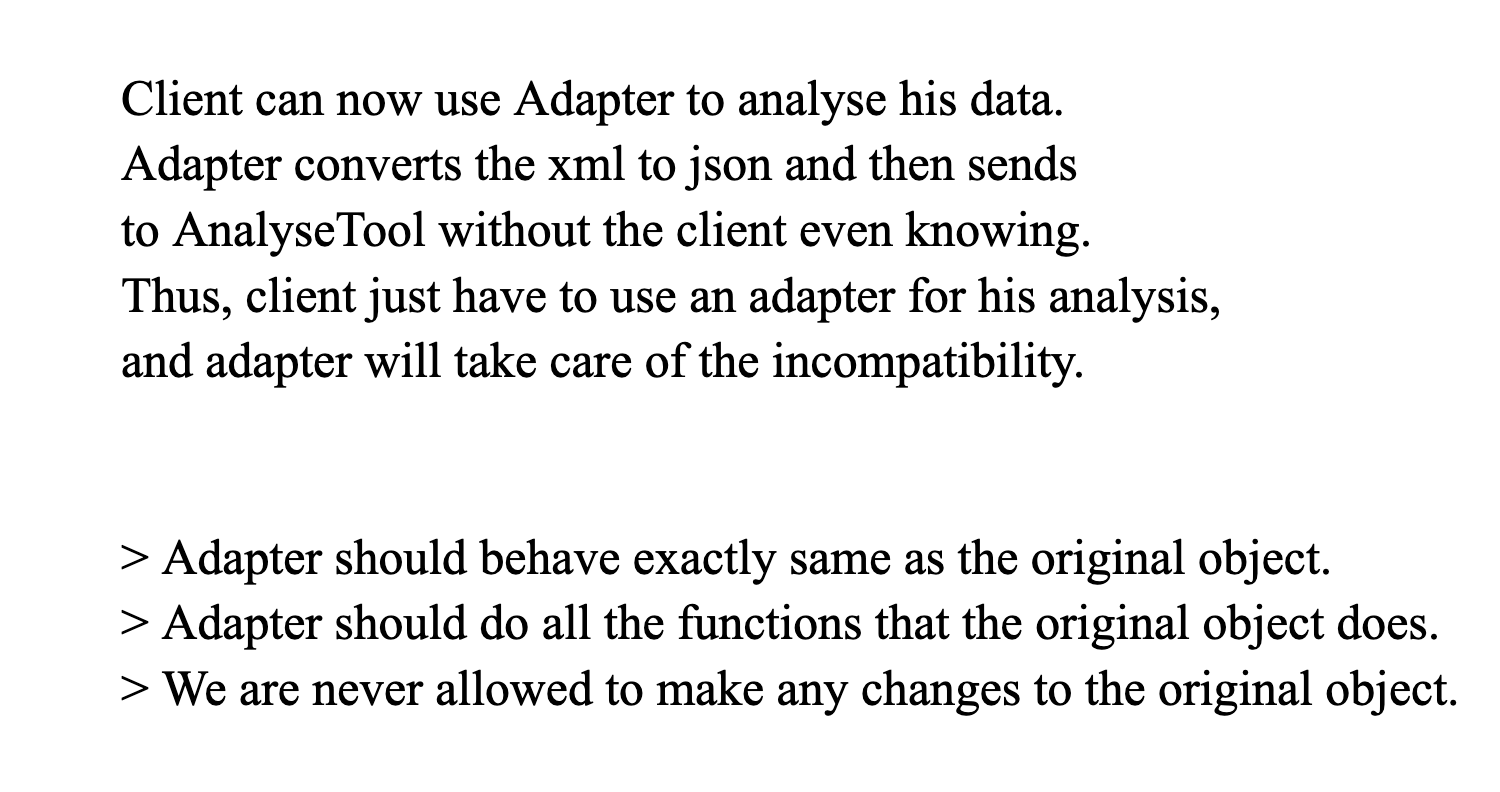 Client can now use Adapter to analyse his data.
Adapter converts the xml to json and then sends
to AnalyseTool without the client even knowing.
Thus, client just have to use an adapter for his analysis,
and adapter will take care of the incompatibility.
> Adapter should behave exactly same as the original object.
> Adapter should do all the functions that the original object does.
> We are never allowed to make any changes to the original object.